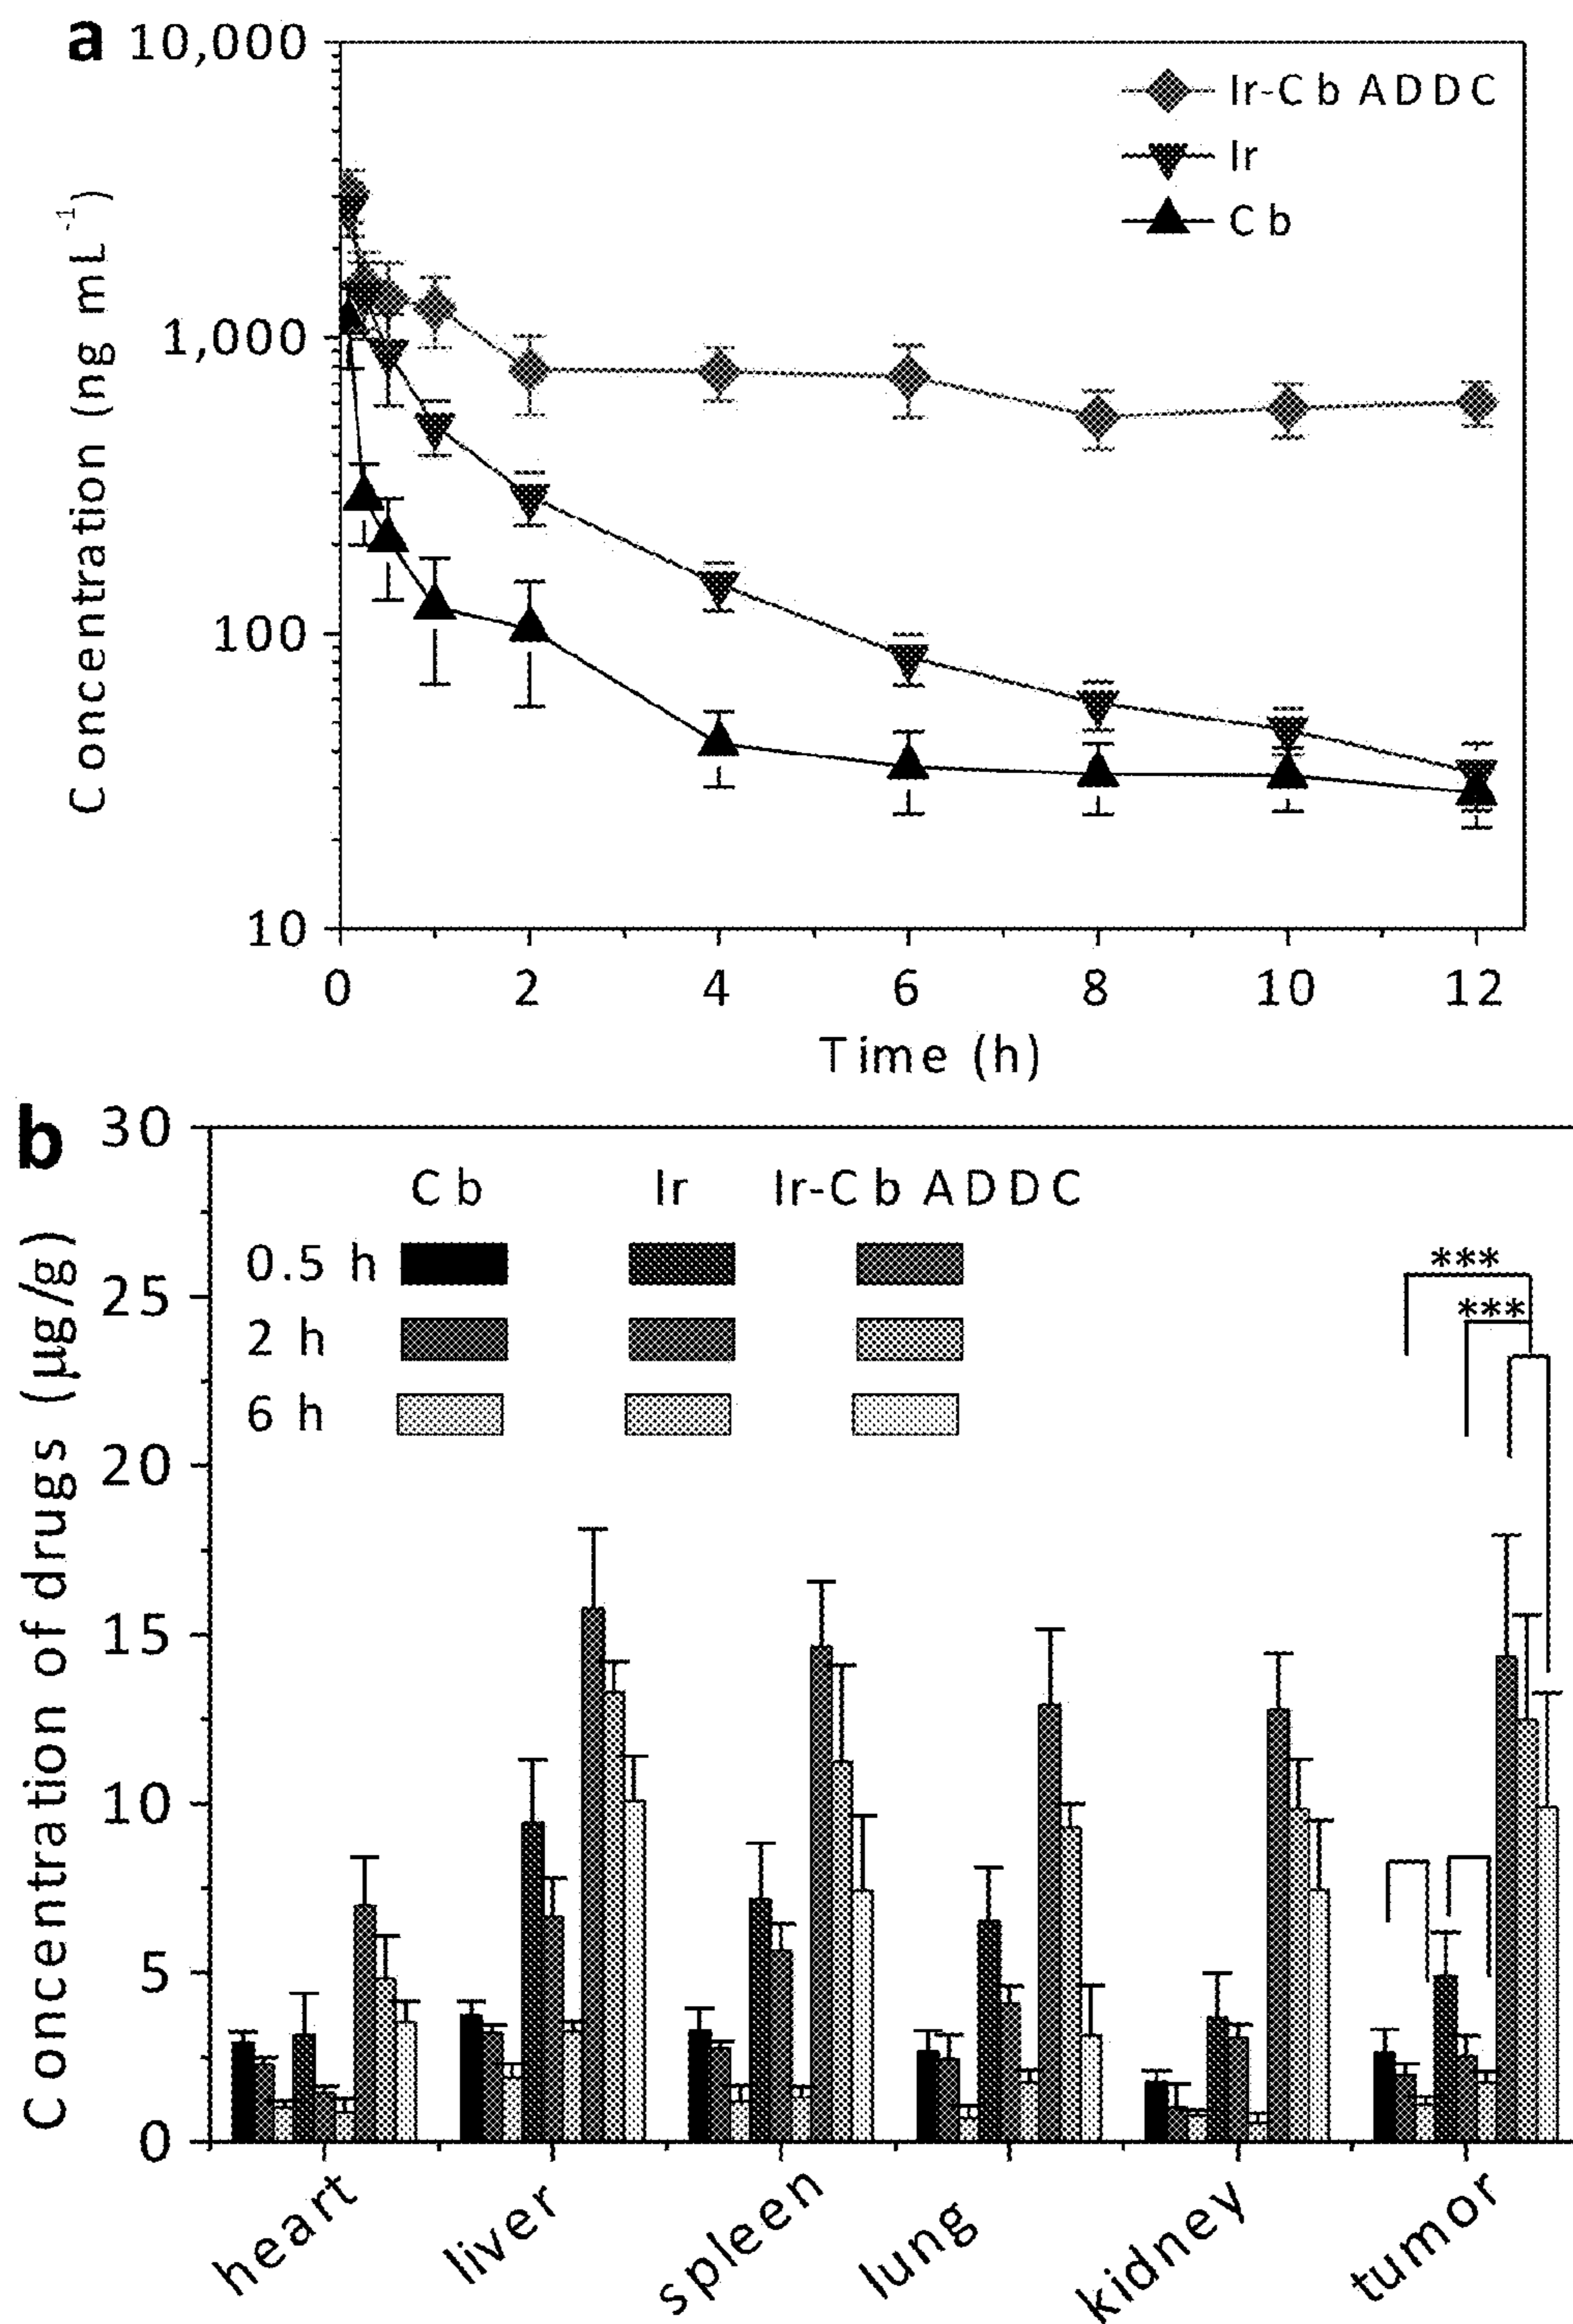 a
10,000
1,000
100
10
Concentration (ng mL⁻¹)
Ir-Cb ADDC
Ir
Cb
0 2 4 6 8 10 12
Time (h)
b
30
25
20
15
10
5
0
Concentration of drugs (µg/g)
Cb Ir Ir-Cb ADDC
0.5 h
2 h
6 h
***
***
heart liver spleen lung kidney tumor